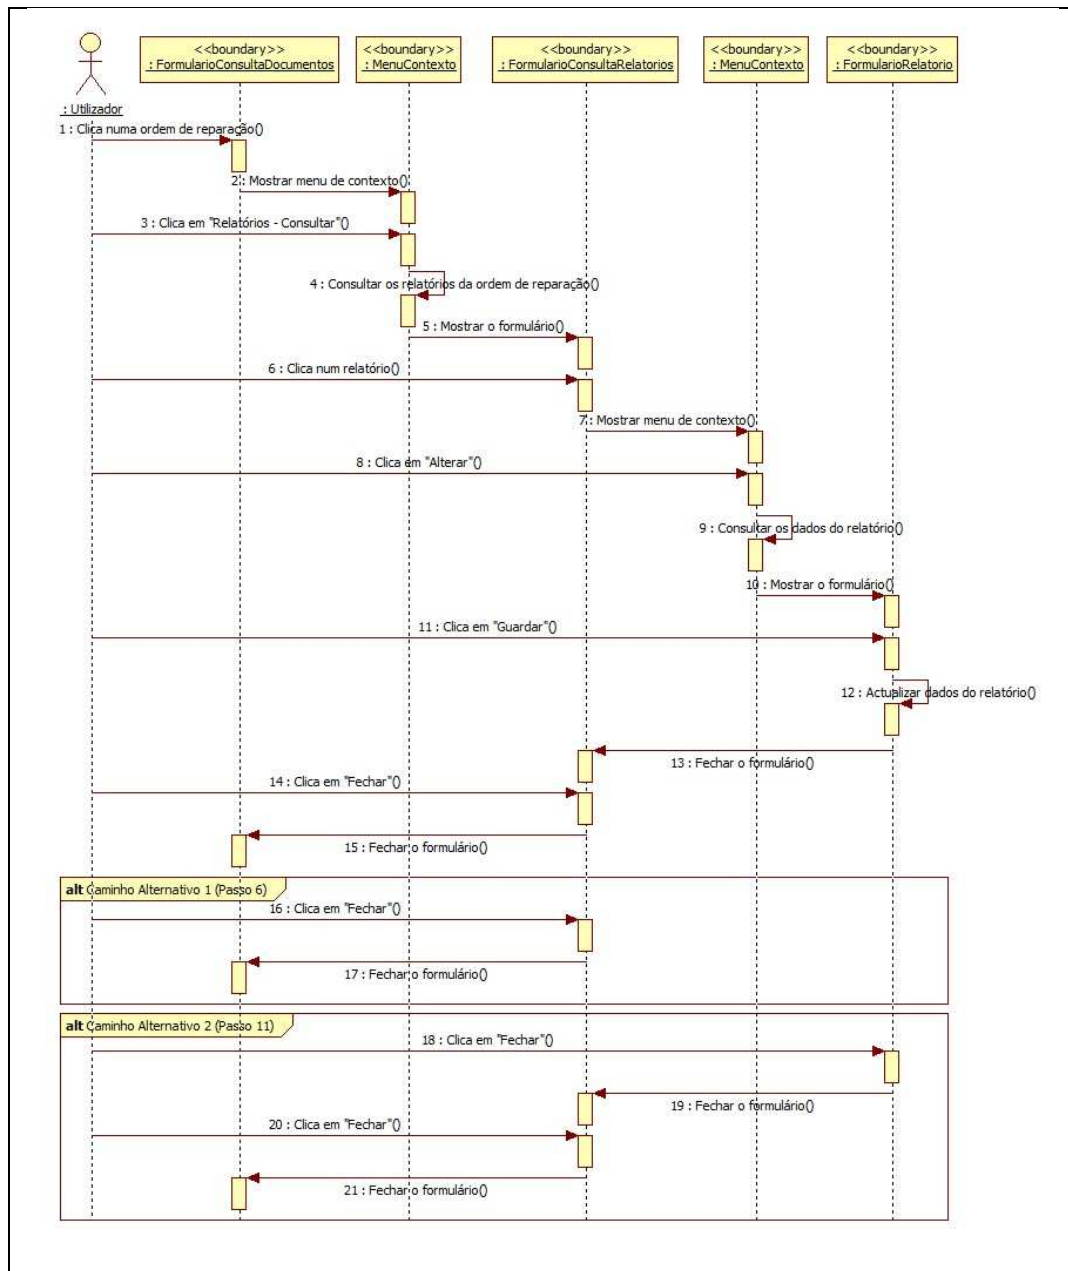 <<boundary>>
: FormularioConsultaDocumentos
<<boundary>>
: MenuContexto
<<boundary>>
: FormularioConsultaRelatorios
<<boundary>>
: MenuContexto
<<boundary>>
: FormularioRelatorio
: Utilizador
1 : Clica numa ordem de reparação()
2 : Mostrar menu de contexto()
3 : Clica em "Relatórios - Consultar"()
4 : Consultar os relatórios da ordem de reparação()
5 : Mostrar o formulário()
6 : Clica num relatório()
7 : Mostrar menu de contexto()
8 : Clica em "Alterar"()
9 : Consultar os dados do relatório()
10 : Mostrar o formulário()
11 : Clica em "Guardar"()
12 : Actualizar dados do relatório()
13 : Fechar o formulário()
14 : Clica em "Fechar"()
15 : Fechar o formulário()
alt Caminho Alternativo 1 (Passo 6)
16 : Clica em "Fechar"()
17 : Fechar o formulário()
alt Caminho Alternativo 2 (Passo 11)
18 : Clica em "Fechar"()
19 : Fechar o formulário()
20 : Clica em "Fechar"()
21 : Fechar o formulário()